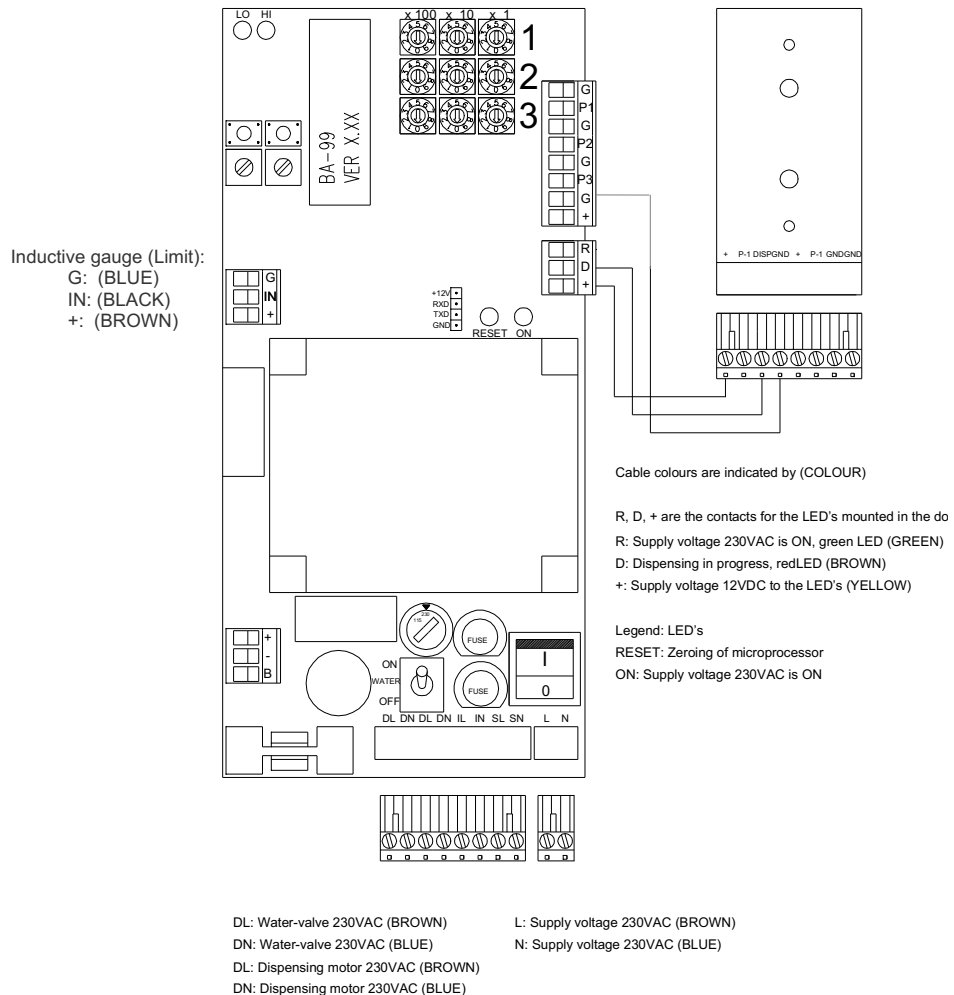 LO HI
x 100 x 10 x 1
1
2
3
BA-99
VER X.XX
G
P1
G
P2
G
P3
G
+
R
D
+
+ P-1 DISPGND + P-1 GNDGND
Inductive gauge (Limit):
G: (BLUE)
IN: (BLACK)
+: (BROWN)
G
IN
+
+12V
RXD
TXD
GND
RESET ON
Cable colours are indicated by (COLOUR)
R, D, + are the contacts for the LED's mounted in the do
R: Supply voltage 230VAC is ON, green LED (GREEN)
D: Dispensing in progress, redLED (BROWN)
+: Supply voltage 12VDC to the LED's (YELLOW)
Legend: LED's
RESET: Zeroing of microprocessor
ON: Supply voltage 230VAC is ON
+
-
B
230
115
FUSE
FUSE
I
0
ON
WATER
OFF
DL DN DL DN IL IN SL SN L N
DL: Water-valve 230VAC (BROWN)
DN: Water-valve 230VAC (BLUE)
DL: Dispensing motor 230VAC (BROWN)
DN: Dispensing motor 230VAC (BLUE)
L: Supply voltage 230VAC (BROWN)
N: Supply voltage 230VAC (BLUE)